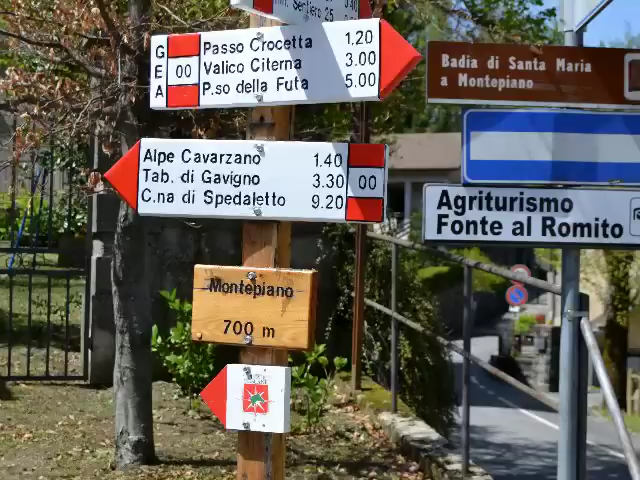 Passo Crocetta 1.20
GEA 00 Valico Citerna 3.00
P.so della Futa 5.00
Alpe Cavarzano 1.40
Tab. di Gavigno 3.30 00
C.na di Spedaletto 9.20
Montepiano
700 m
Badia di Santa Maria
a Montepiano
Agriturismo
Fonte al Romito